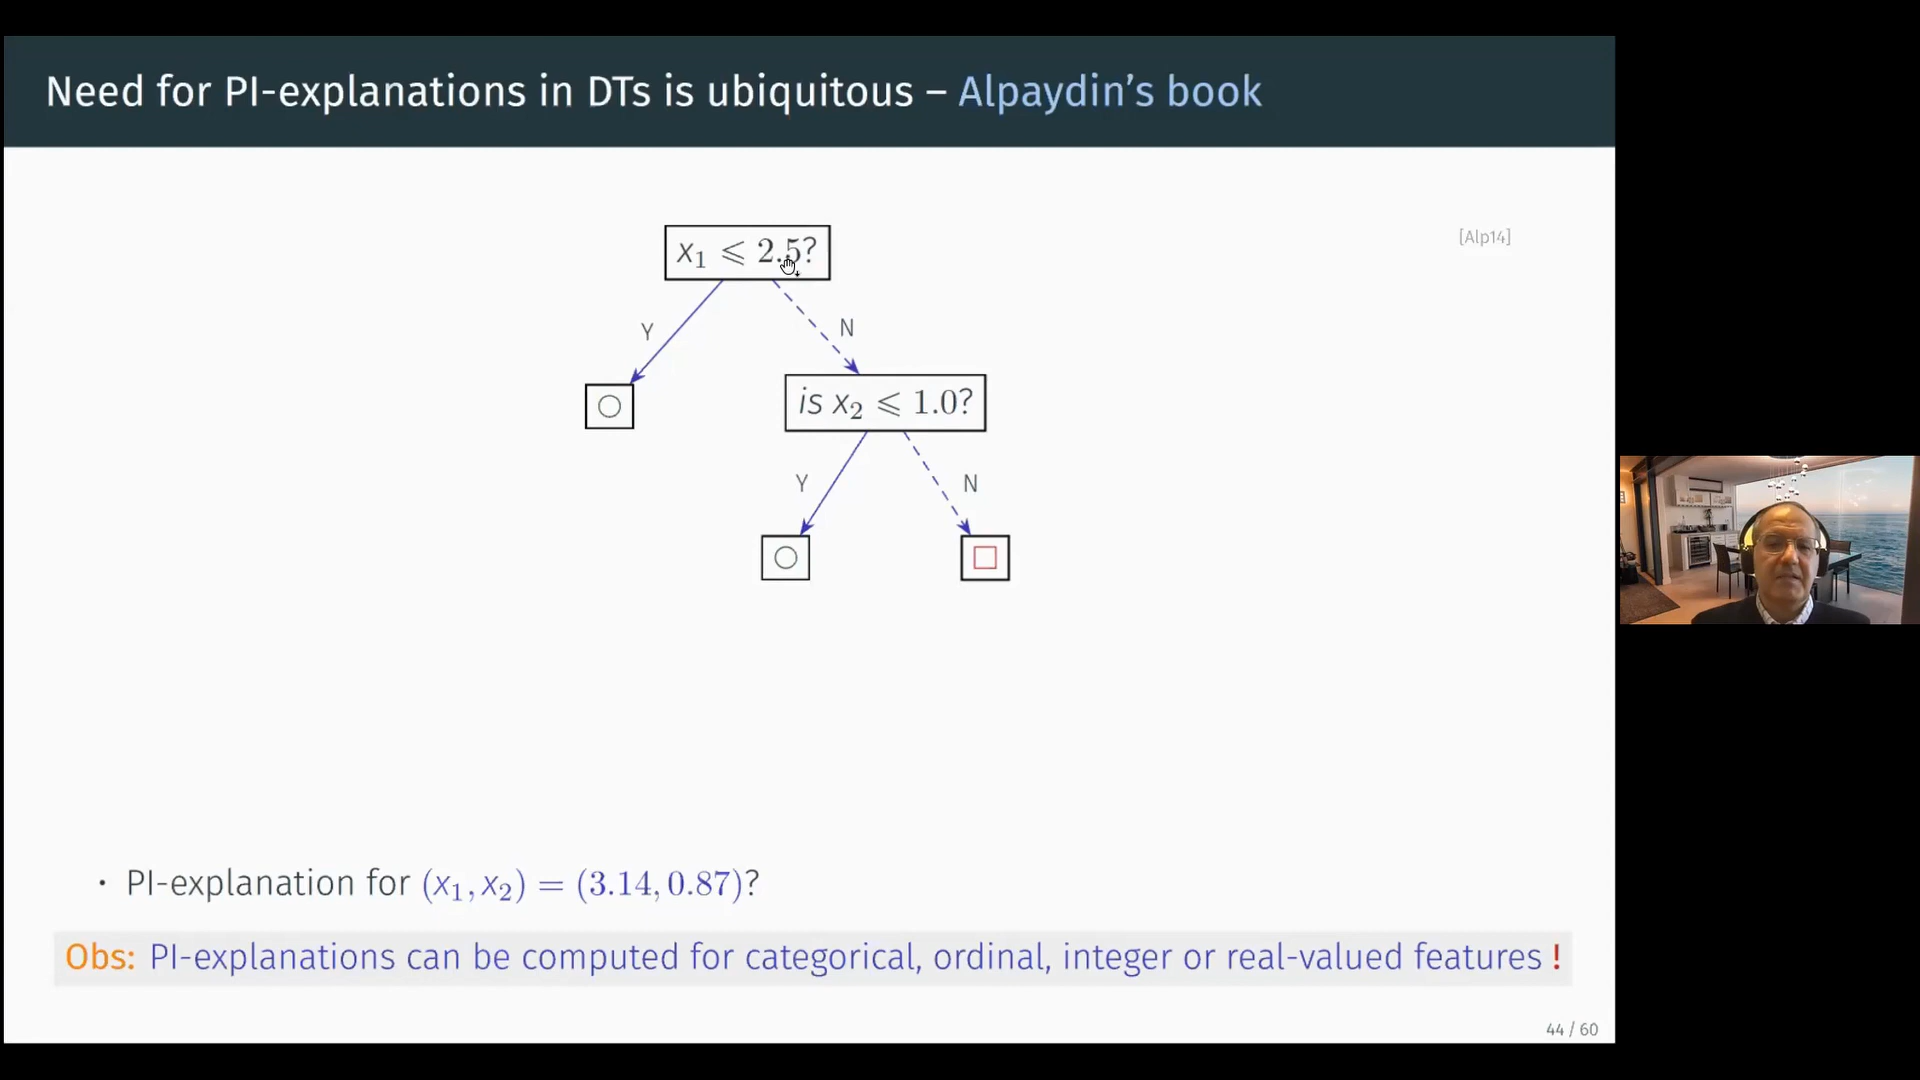 Need for PI-explanations in DTs is ubiquitous – Alpaydin's book
[Alp14]
x₁ ⩽ 2.5?
Y
N
is x₂ ⩽ 1.0?
Y
N
• PI-explanation for (x₁, x₂) = (3.14, 0.87)?
Obs: PI-explanations can be computed for categorical, ordinal, integer or real-valued features !
44 / 60